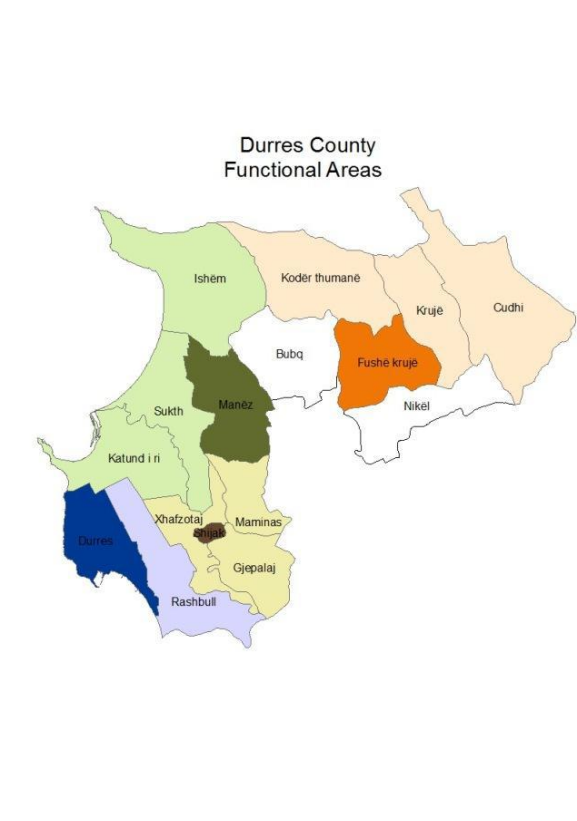 Durres County
Functional Areas
Ishëm
Kodër thumanë
Krujë
Cudhi
Bubq
Fushë krujë
Manëz
Nikël
Sukth
Katund i ri
Xhafzotaj
Maminas
Shijak
Durres
Gjepalaj
Rashbull